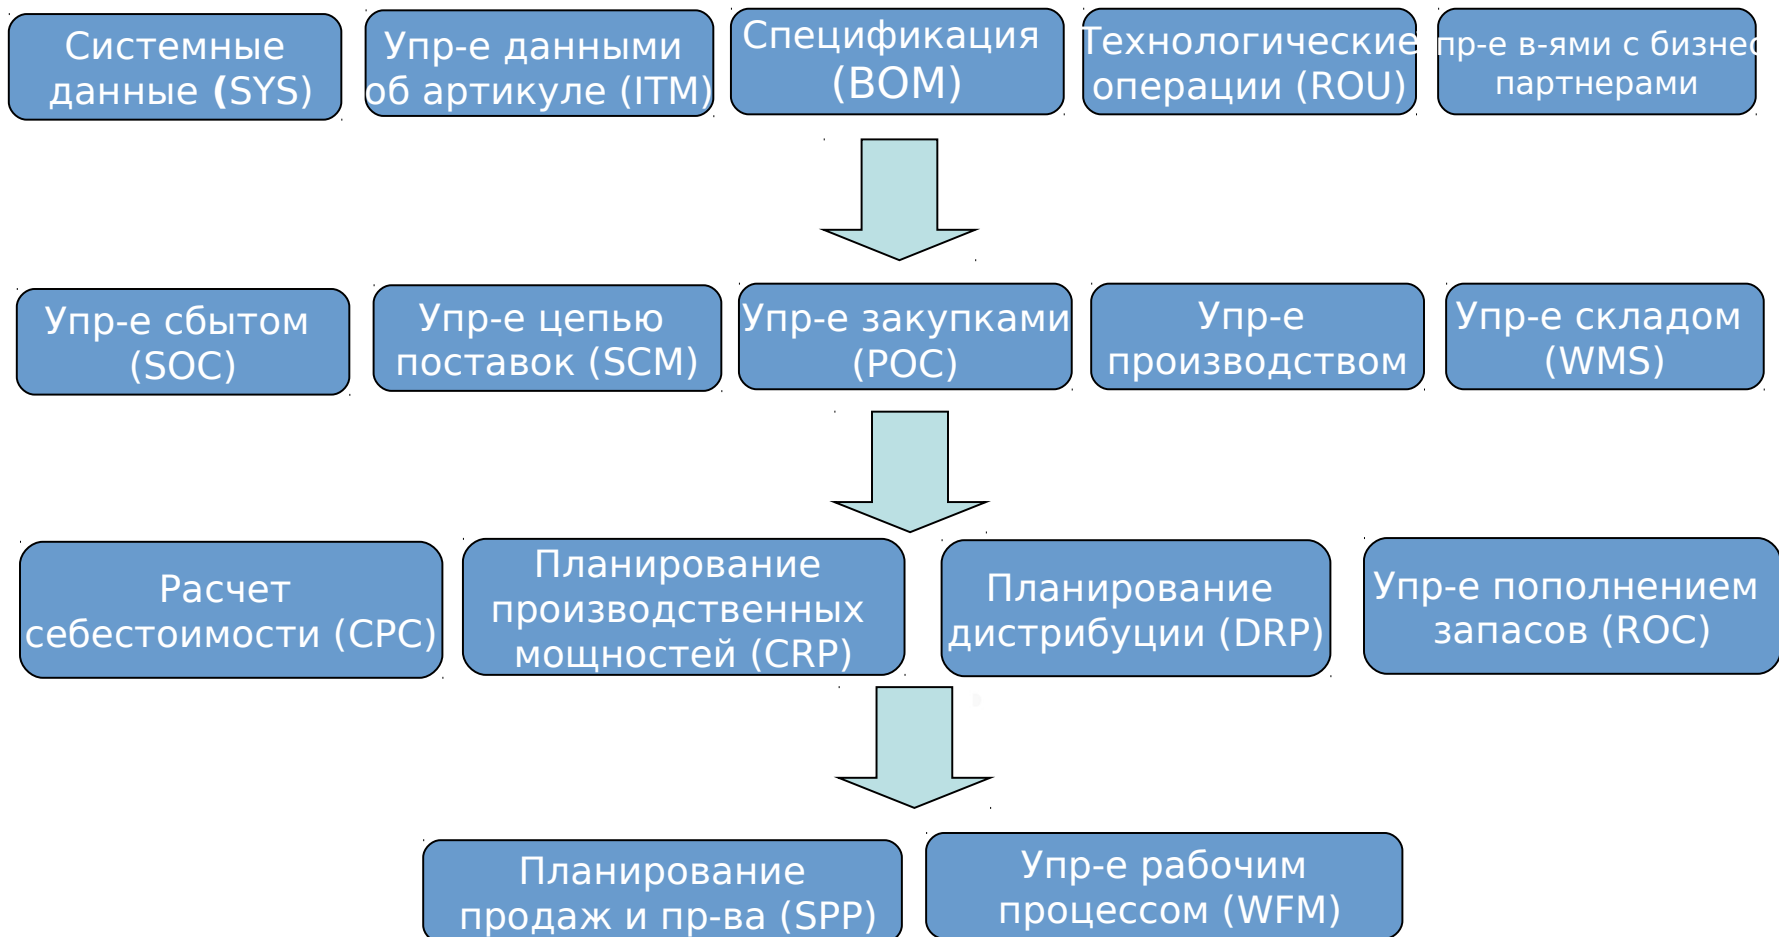 Системные
данные (SYS)
Упр-е данными
об артикуле (ITM)
Спецификация
(BOM)
Технологические
операции (ROU)
пр-е в-ями с бизнес
партнерами
Упр-е сбытом
(SOC)
Упр-е цепью
поставок (SCM)
Упр-е закупками
(POC)
Упр-е
производством
Упр-е складом
(WMS)
Расчет
себестоимости (CPC)
Планирование
производственных
мощностей (CRP)
Планирование
дистрибуции (DRP)
Упр-е пополнением
запасов (ROC)
Планирование
продаж и пр-ва (SPP)
Упр-е рабочим
процессом (WFM)